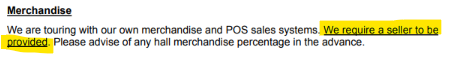 Merchandise
We are touring with our own merchandise and POS sales systems. We require a seller to be
provided. Please advise of any hall merchandise percentage in the advance.